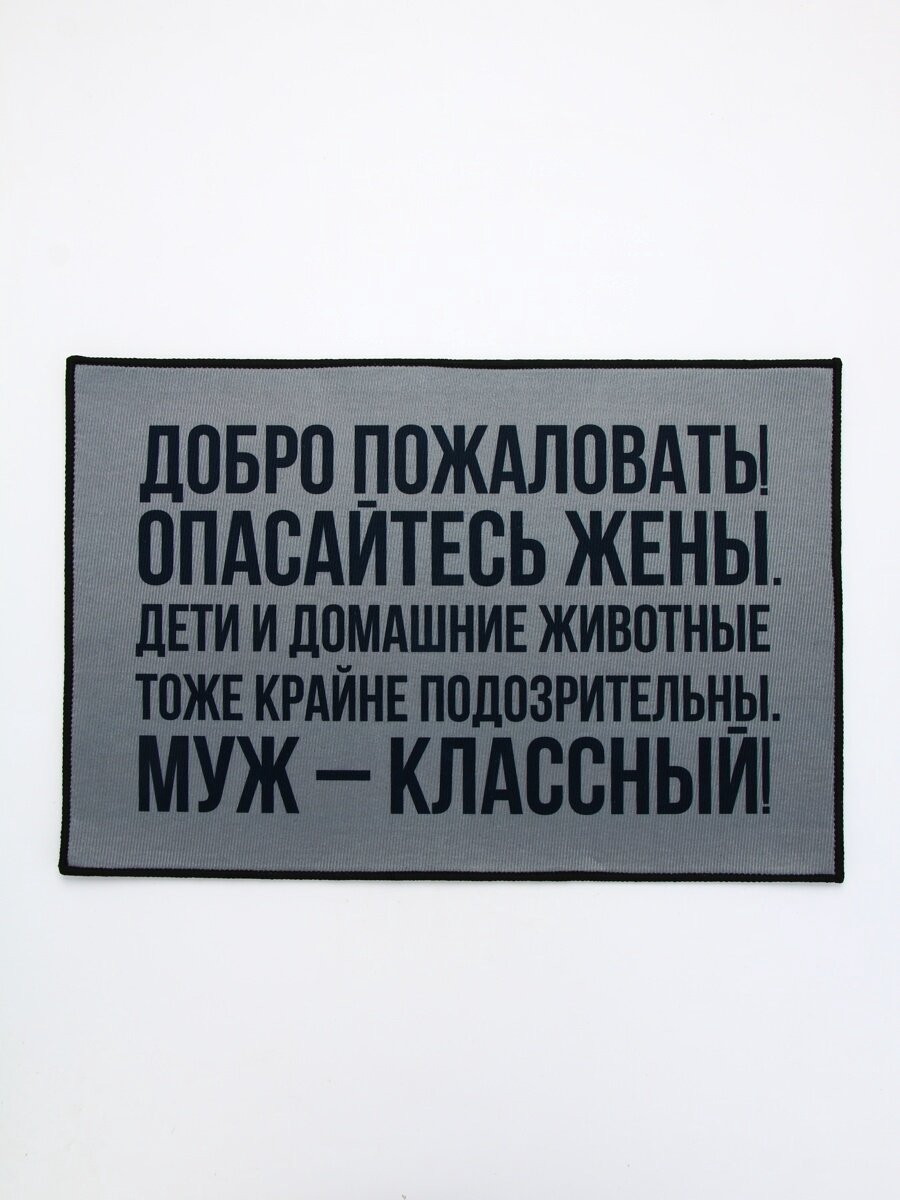 ДОБРО ПОЖАЛОВАТЬ!
ОПАСАЙТЕСЬ ЖЕНЫ.
ДЕТИ И ДОМАШНИЕ ЖИВОТНЫЕ
ТОЖЕ КРАЙНЕ ПОДОЗРИТЕЛЬНЫ.
МУЖ — КЛАССНЫЙ!